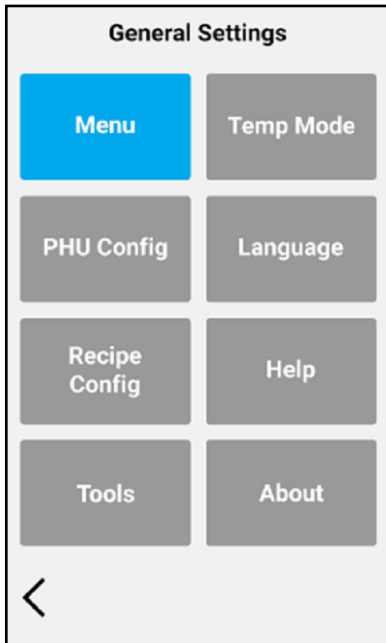 General Settings
Menu
Temp Mode
PHU Config
Language
Recipe
Config
Help
Tools
About